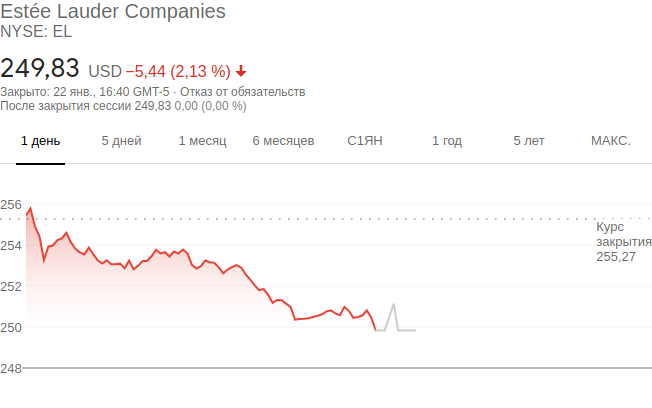 Estée Lauder Companies
NYSE: EL
249,83 USD −5,44 (2,13 %)
Закрыто: 22 янв., 16:40 GMT-5 · Отказ от обязательств
После закрытия сессии 249,83 0,00 (0,00 %)
1 день 5 дней 1 месяц 6 месяцев С1ЯН 1 год 5 лет МАКС.
256
Курс
закрытия
255,27
254
252
250
248